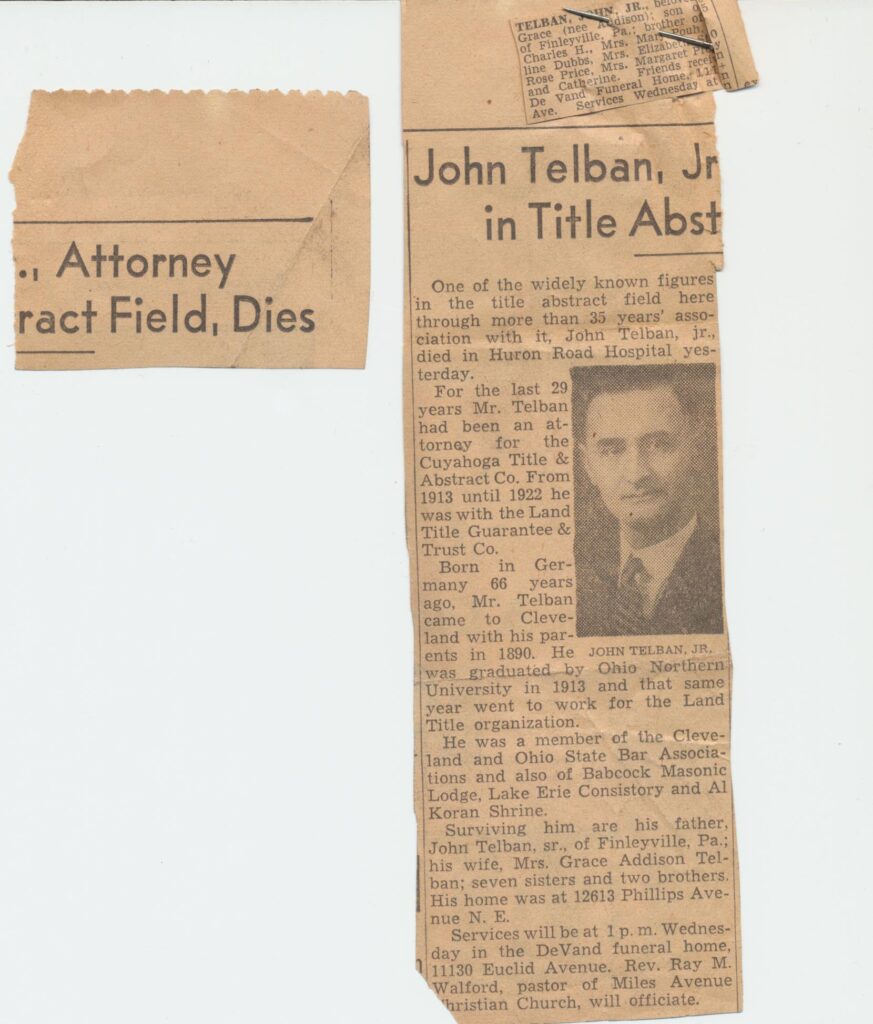 TELBAN, JOHN, JR., belove
Grace (nee Addison); son of
of Finleyville, Pa.; brother of
Charles H., Mrs. Mary
line Dubbs, Mrs. Elizabeth
Rose Price, Mrs. Margaret
and Catherine. Friends receiv
De Vand Funeral Home,
Ave. Services Wednesday at
., Attorney
ract Field, Dies
John Telban, Jr
in Title Abst
One of the widely known figures
in the title abstract field here
through more than 35 years' asso-
ciation with it, John Telban, jr.,
died in Huron Road Hospital yes-
terday.
For the last 29
years Mr. Telban
had been an at-
torney for the
Cuyahoga Title &
Abstract Co. From
1913 until 1922 he
was with the Land
Title Guarantee &
Trust Co.
Born in Ger-
many 66 years
ago, Mr. Telban
came to Cleve-
land with his par-
ents in 1890. He
JOHN TELBAN, JR.
was graduated by Ohio Northern
University in 1913 and that same
year went to work for the Land
Title organization.
He was a member of the Cleve-
land and Ohio State Bar Associa-
tions and also of Babcock Masonic
Lodge, Lake Erie Consistory and Al
Koran Shrine.
Surviving him are his father,
John Telban, sr., of Finleyville, Pa.;
his wife, Mrs. Grace Addison Tel-
ban; seven sisters and two brothers.
His home was at 12613 Phillips Ave-
nue N. E.
Services will be at 1 p. m. Wednes-
day in the DeVand funeral home,
11130 Euclid Avenue. Rev. Ray M.
Walford, pastor of Miles Avenue
Christian Church, will officiate.